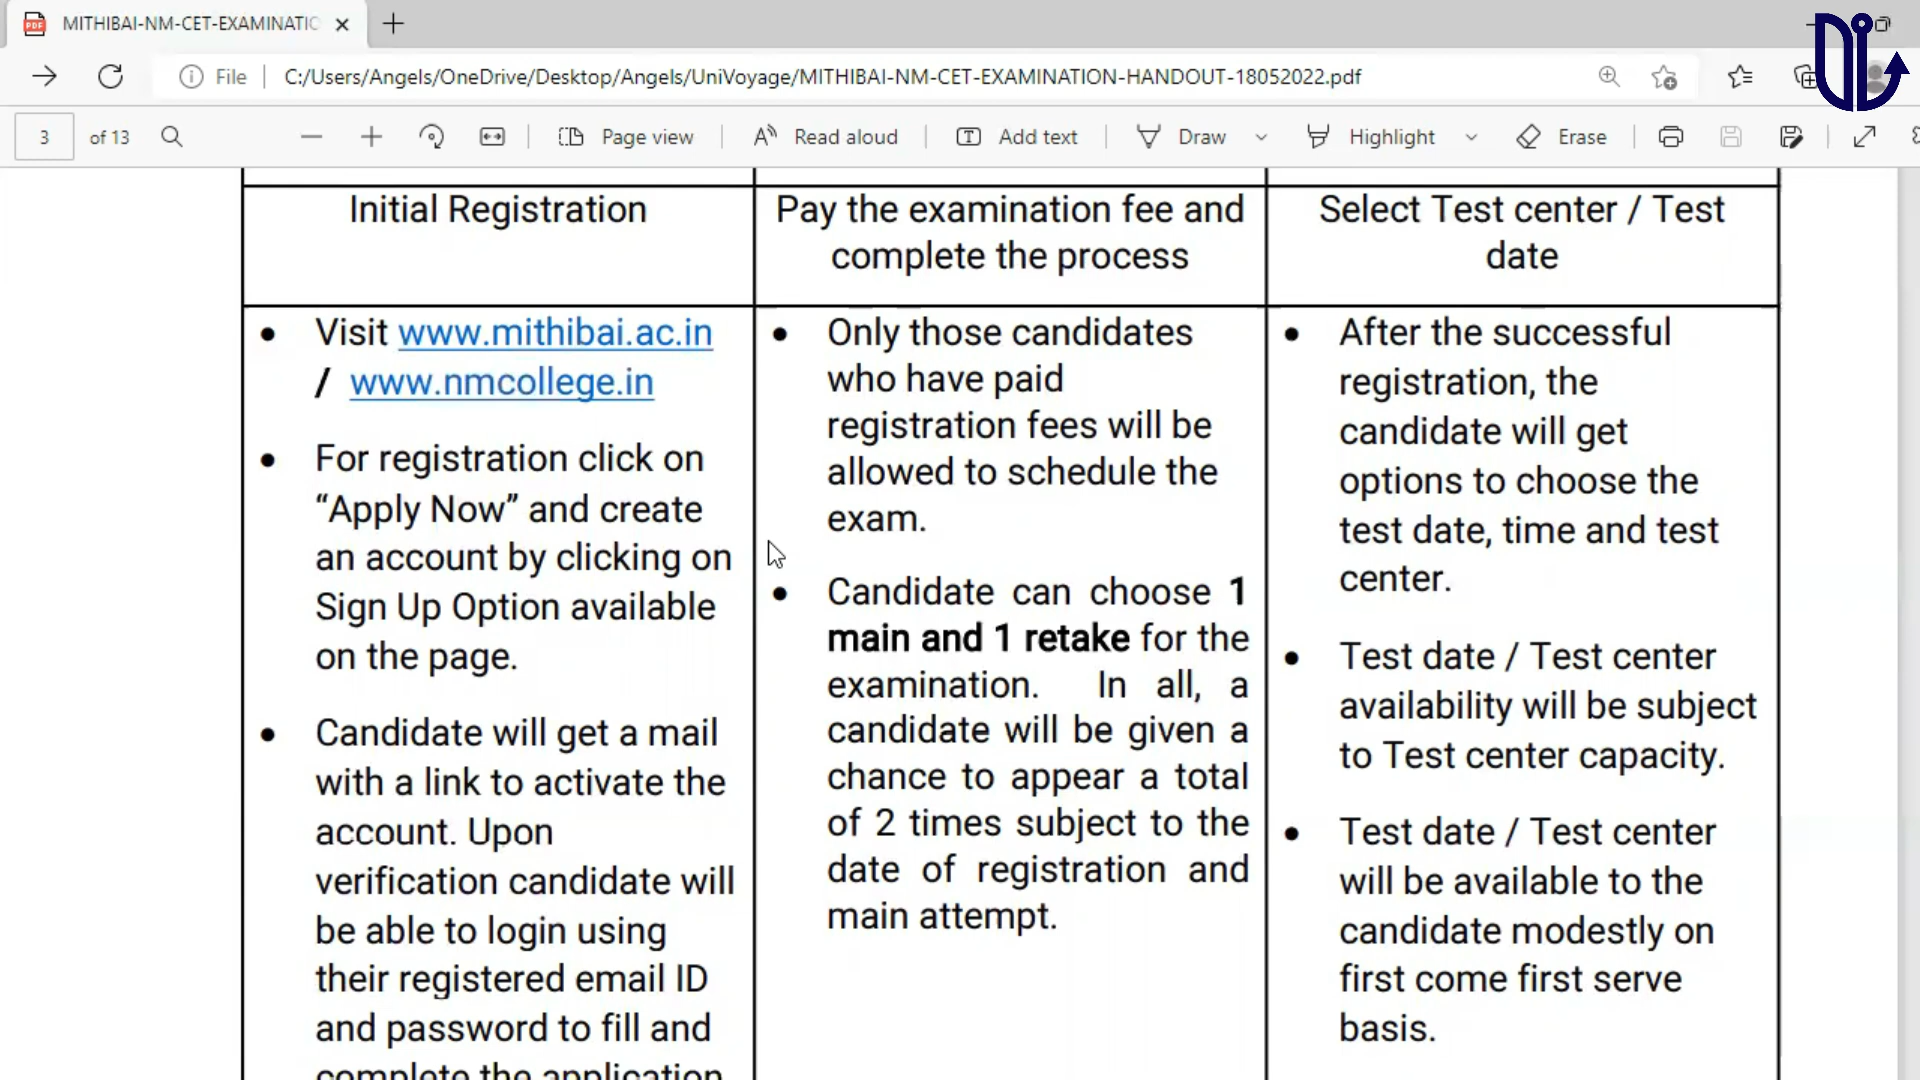 MITHIBAI-NM-CET-EXAMINATIO
File
C:/Users/Angels/OneDrive/Desktop/Angels/UniVoyage/MITHIBAI-NM-CET-EXAMINATION-HANDOUT-18052022.pdf
3 of 13
Page view
Read aloud
Add text
Draw
Highlight
Erase
Initial Registration
Pay the examination fee and
complete the process
Select Test center / Test
date
• Visit www.mithibai.ac.in
/ www.nmcollege.in
• For registration click on
“Apply Now” and create
an account by clicking on
Sign Up Option available
on the page.
• Candidate will get a mail
with a link to activate the
account. Upon
verification candidate will
be able to login using
their registered email ID
and password to fill and
complete the application
• Only those candidates
who have paid
registration fees will be
allowed to schedule the
exam.
• Candidate can choose 1
main and 1 retake for the
examination. In all, a
candidate will be given a
chance to appear a total
of 2 times subject to the
date of registration and
main attempt.
• After the successful
registration, the
candidate will get
options to choose the
test date, time and test
center.
• Test date / Test center
availability will be subject
to Test center capacity.
• Test date / Test center
will be available to the
candidate modestly on
first come first serve
basis.